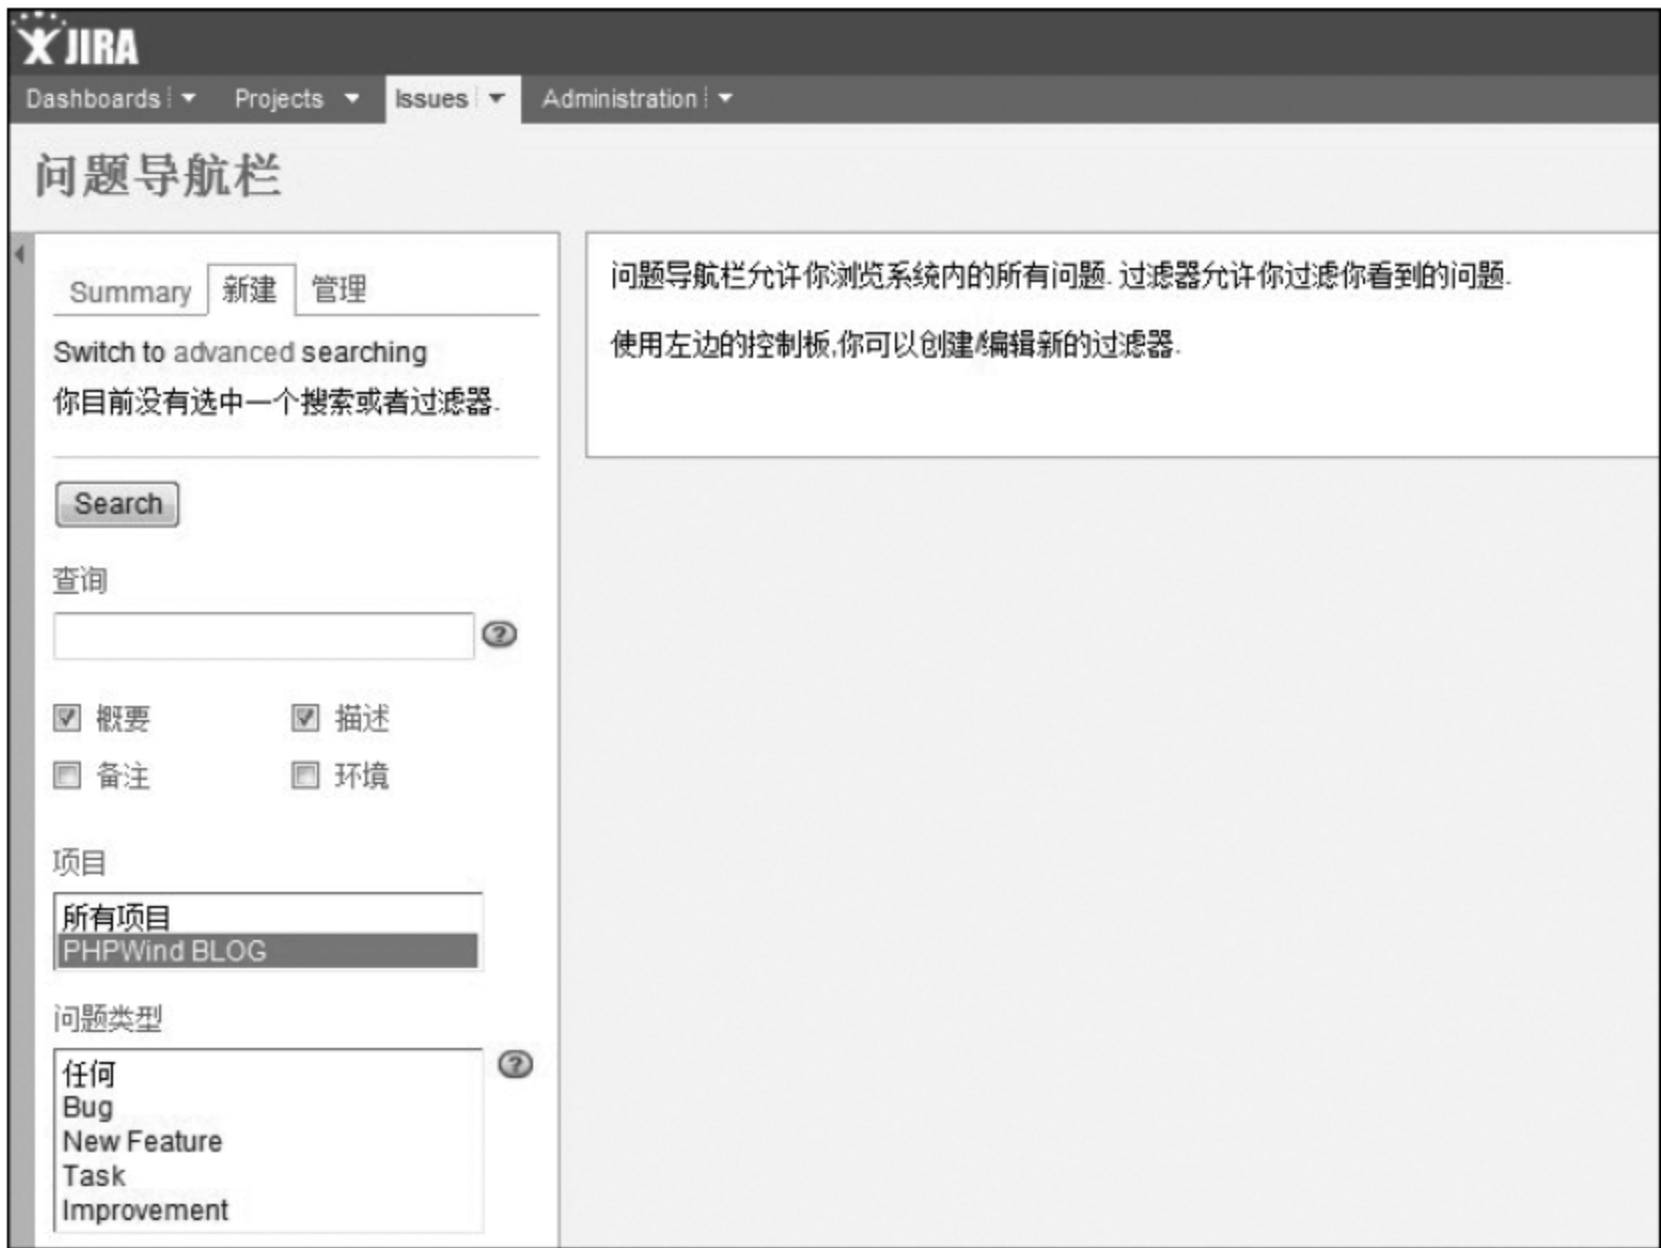 JIRA
Dashboards Projects Issues Administration
问题导航栏
Summary 新建 管理
Switch to advanced searching
你目前没有选中一个搜索或者过滤器.
Search
查询
?
概要 描述
备注 环境
项目
所有项目
PHPWind BLOG
问题类型
?
任何
Bug
New Feature
Task
Improvement
问题导航栏允许你浏览系统内的所有问题. 过滤器允许你过滤你看到的问题.
使用左边的控制板,你可以创建/编辑新的过滤器.